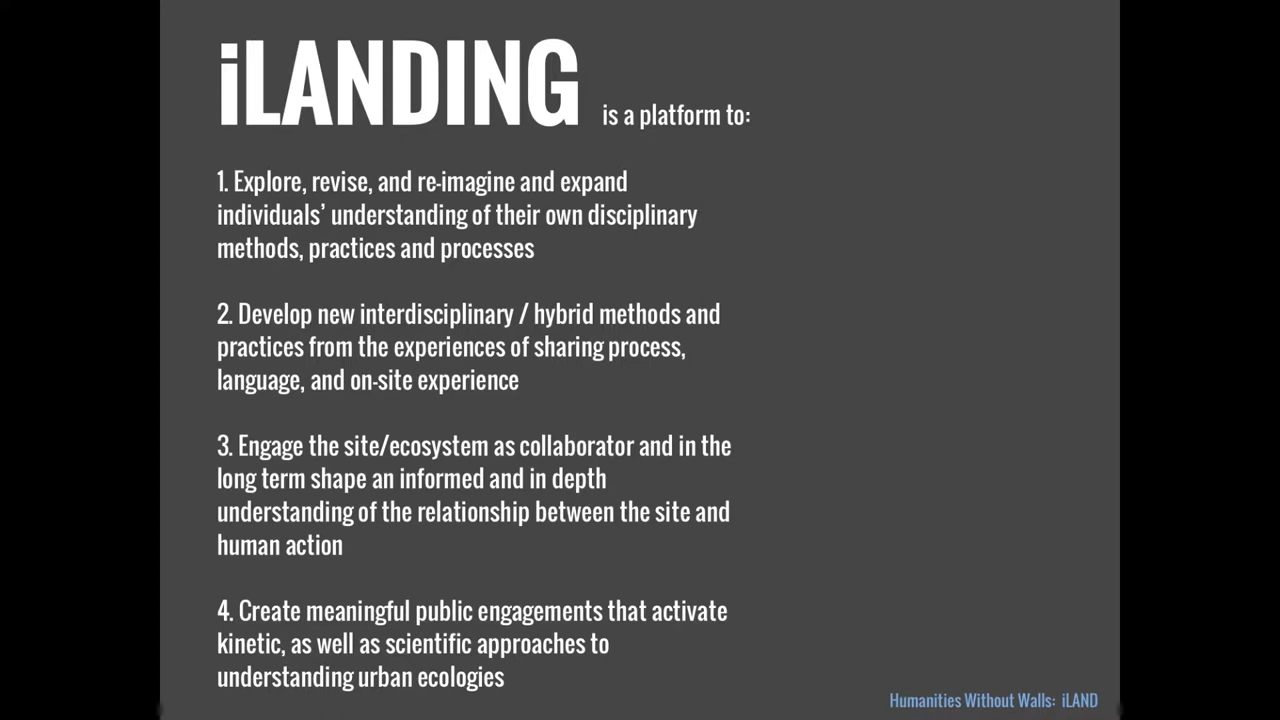 iLANDING is a platform to:
1. Explore, revise, and re-imagine and expand
individuals’ understanding of their own disciplinary
methods, practices and processes
2. Develop new interdisciplinary / hybrid methods and
practices from the experiences of sharing process,
language, and on-site experience
3. Engage the site/ecosystem as collaborator and in the
long term shape an informed and in depth
understanding of the relationship between the site and
human action
4. Create meaningful public engagements that activate
kinetic, as well as scientific approaches to
understanding urban ecologies
Humanities Without Walls: iLAND